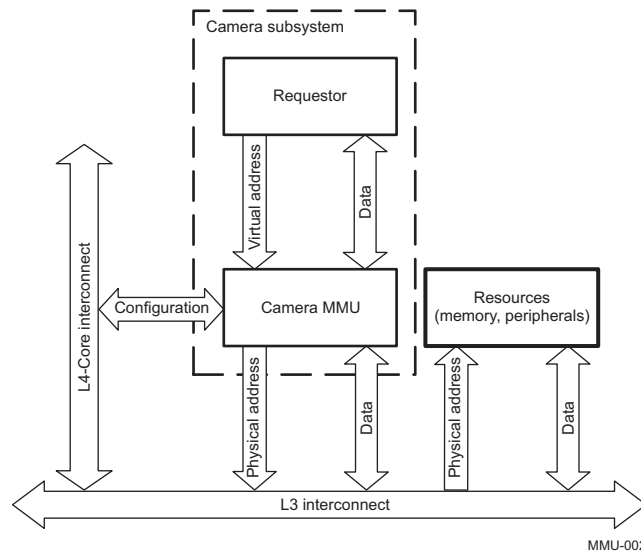 Camera subsystem
Requestor
Virtual address
Data
L4-Core interconnect
Configuration
Camera MMU
Resources
(memory, peripherals)
Physical address
Data
Physical address
Data
L3 interconnect
MMU-002